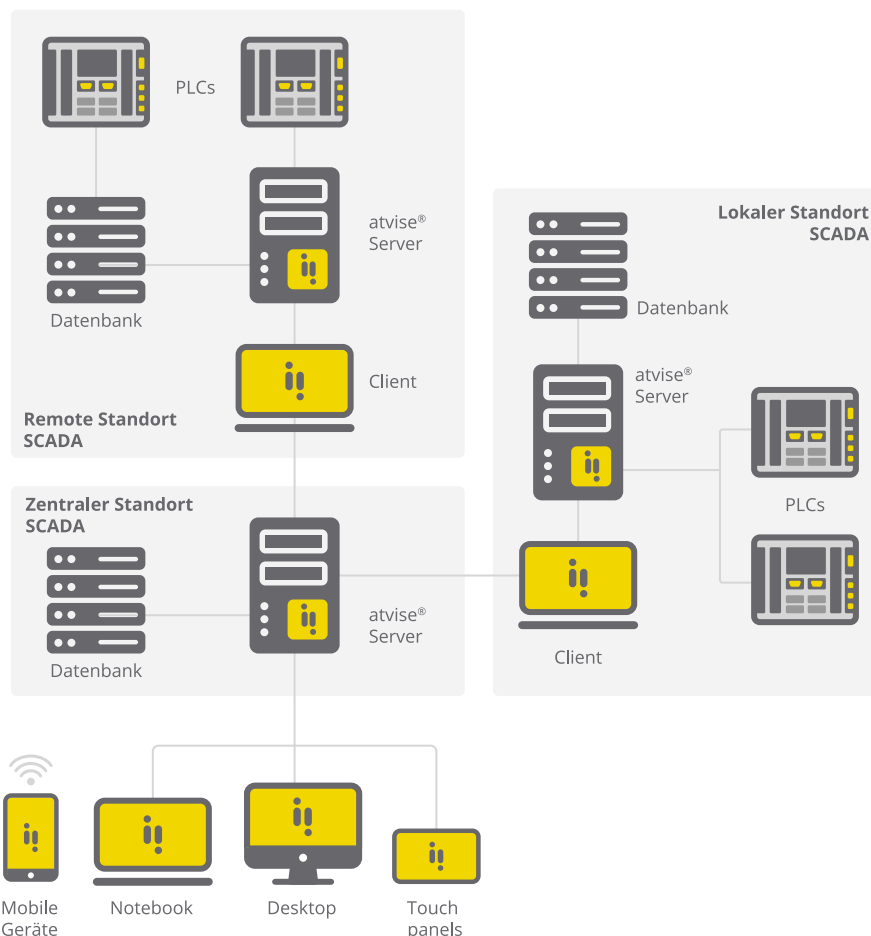 PLCs
atvise®
Server
Datenbank
Client
Remote Standort
SCADA
Lokaler Standort
SCADA
Datenbank
atvise®
Server
PLCs
Client
Zentraler Standort
SCADA
atvise®
Server
Datenbank
Mobile
Geräte
Notebook
Desktop
Touch
panels